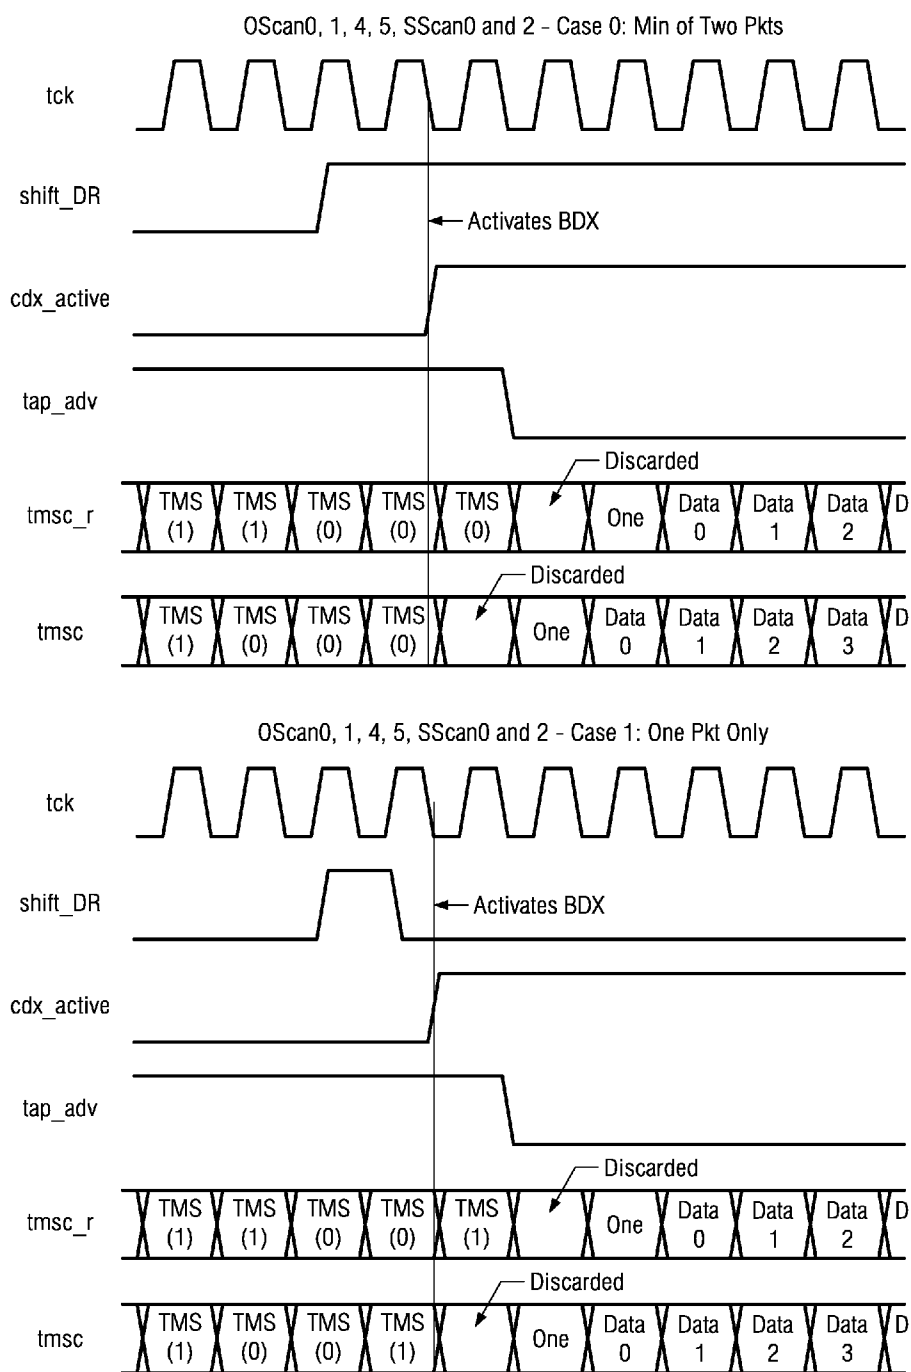 OScan0, 1, 4, 5, SScan0 and 2 - Case 0: Min of Two Pkts
tck
shift_DR
Activates BDX
cdx_active
tap_adv
Discarded
tmsc_r TMS TMS TMS TMS TMS One Data Data Data D
(1) (1) (0) (0) (0) 0 1 2
Discarded
tmsc TMS TMS TMS TMS One Data Data Data Data D
(1) (0) (0) (0) 0 1 2 3
OScan0, 1, 4, 5, SScan0 and 2 - Case 1: One Pkt Only
tck
shift_DR
Activates BDX
cdx_active
tap_adv
Discarded
tmsc_r TMS TMS TMS TMS TMS One Data Data Data D
(1) (1) (0) (0) (1) 0 1 2
Discarded
tmsc TMS TMS TMS TMS One Data Data Data Data D
(1) (0) (0) (1) 0 1 2 3